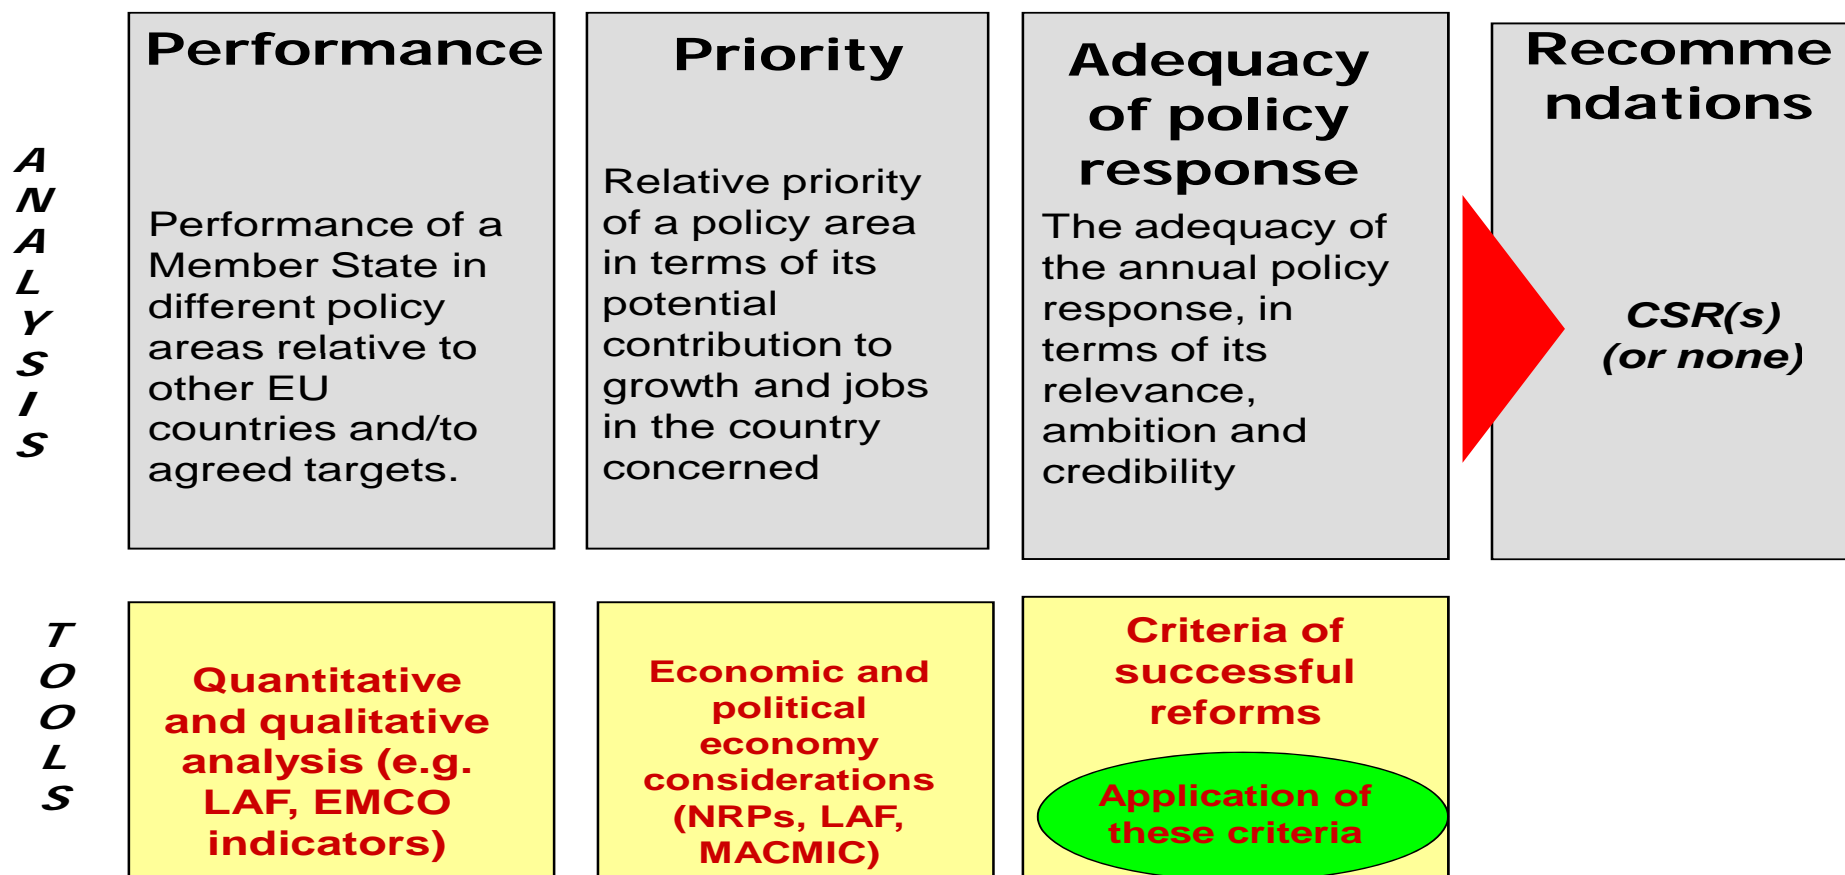 A
N
A
L
Y
S
I
S
Performance
Performance of a
Member State in
different policy
areas relative to
other EU
countries and/to
agreed targets.
Priority
Relative priority
of a policy area
in terms of its
potential
contribution to
growth and jobs
in the country
concerned
Adequacy
of policy
response
The adequacy of
the annual policy
response, in
terms of its
relevance,
ambition and
credibility
Recomme
ndations
CSR(s)
(or none)
T
O
O
L
S
Quantitative
and qualitative
analysis (e.g.
LAF, EMCO
indicators)
Economic and
political
economy
considerations
(NRPs, LAF,
MACMIC)
Criteria of
successful
reforms
Application of
these criteria